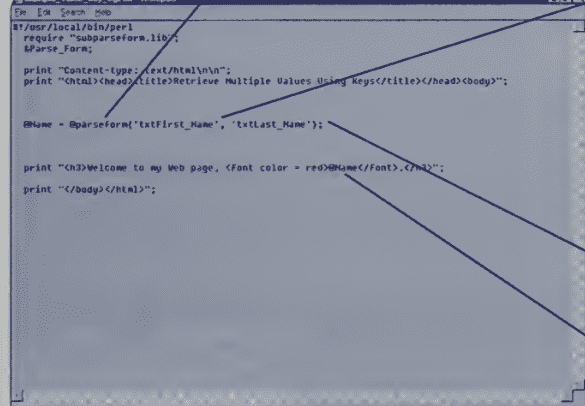 File Edit Search Help
#!/usr/local/bin/perl
require "subparseform.lib";
&Parse_Form;
print "Content-type: text/html\n\n";
print "<html><head><title>Retrieve Multiple Values Using Keys</title></head><body>";
@Name = @parseform{'txtFirst_Name', 'txtLast_Name'};
print "<h3>Welcome to my Web page, <Font color = red>@Name</Font>.</h3>";
print "</body></html>";